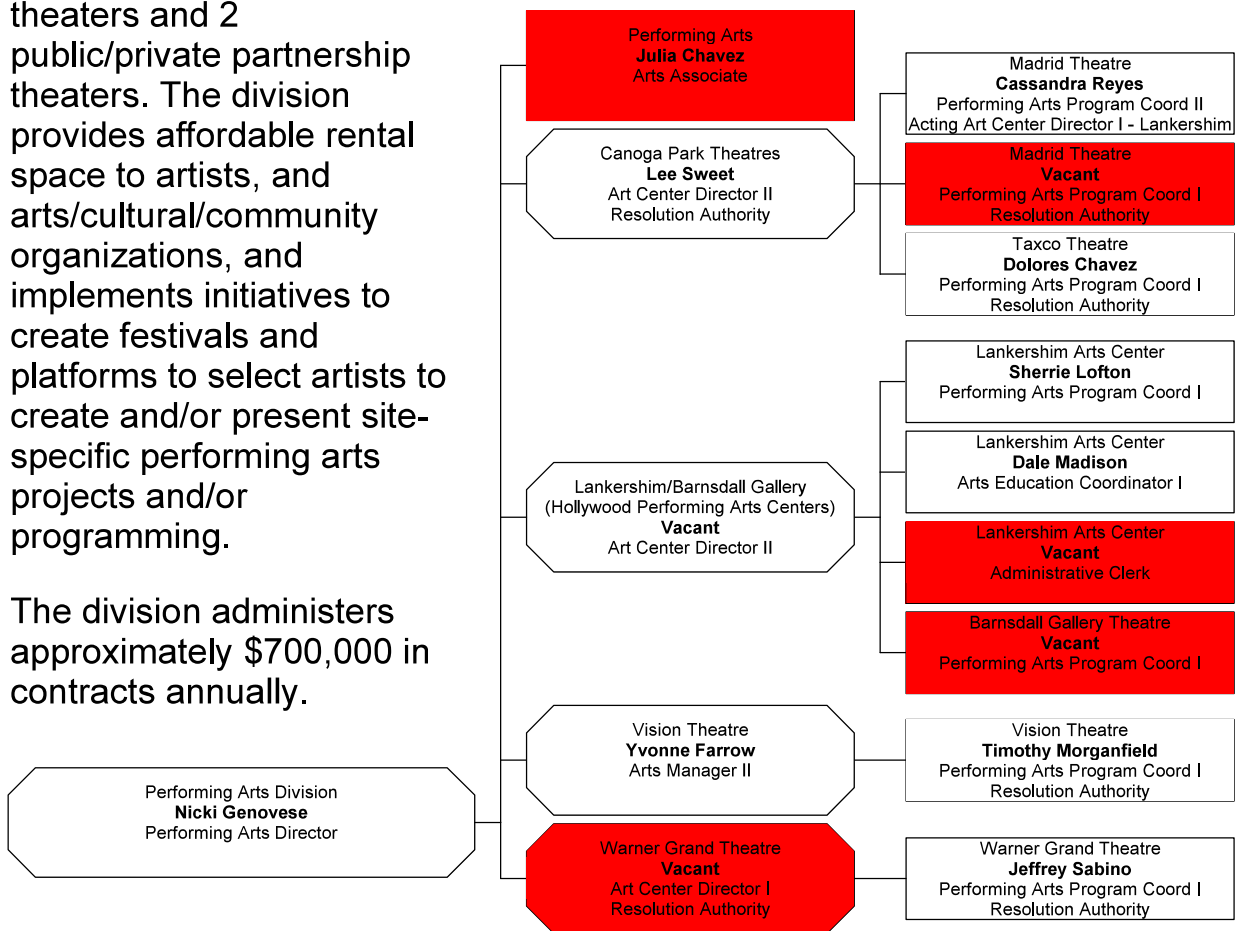 theaters and 2
public/private partnership
theaters. The division
provides affordable rental
space to artists, and
arts/cultural/community
organizations, and
implements initiatives to
create festivals and
platforms to select artists to
create and/or present site-
specific performing arts
projects and/or
programming.
The division administers
approximately $700,000 in
contracts annually.
Performing Arts Division
Nicki Genovese
Performing Arts Director
Performing Arts
Julia Chavez
Arts Associate
Canoga Park Theatres
Lee Sweet
Art Center Director II
Resolution Authority
Madrid Theatre
Cassandra Reyes
Performing Arts Program Coord II
Acting Art Center Director I - Lankershim
Madrid Theatre
Vacant
Performing Arts Program Coord I
Resolution Authority
Taxco Theatre
Dolores Chavez
Performing Arts Program Coord I
Resolution Authority
Lankershim/Barnsdall Gallery
(Hollywood Performing Arts Centers)
Vacant
Art Center Director II
Lankershim Arts Center
Sherrie Lofton
Performing Arts Program Coord I
Lankershim Arts Center
Dale Madison
Arts Education Coordinator I
Lankershim Arts Center
Vacant
Administrative Clerk
Barnsdall Gallery Theatre
Vacant
Performing Arts Program Coord I
Vision Theatre
Yvonne Farrow
Arts Manager II
Vision Theatre
Timothy Morganfield
Performing Arts Program Coord I
Resolution Authority
Warner Grand Theatre
Vacant
Art Center Director I
Resolution Authority
Warner Grand Theatre
Jeffrey Sabino
Performing Arts Program Coord I
Resolution Authority